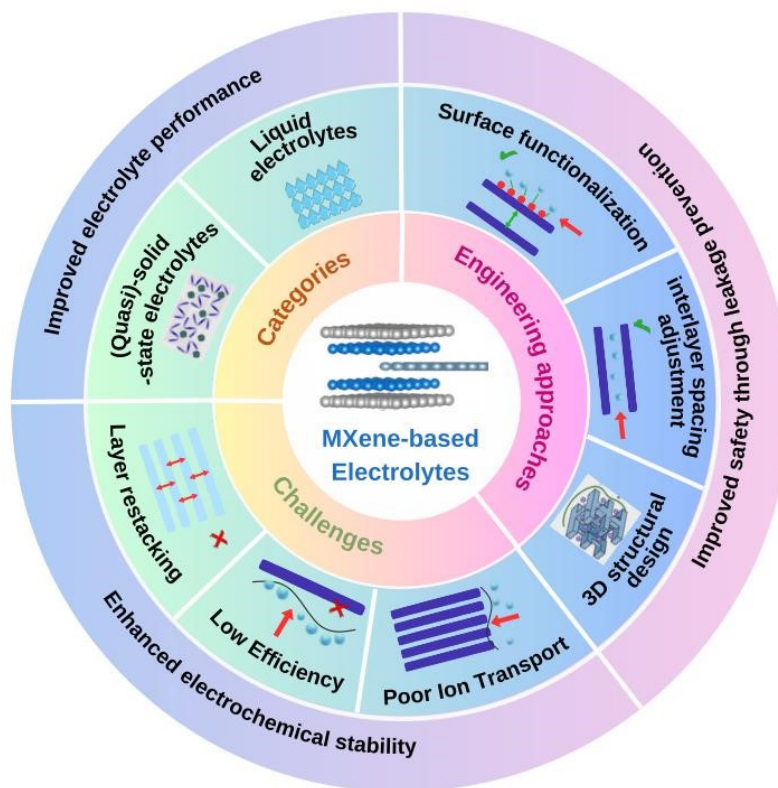 Improved electrolyte performance
Improved safety through leakage prevention
Enhanced electrochemical stability
Liquid
electrolytes
(Quasi)-solid
-state electrolytes
Surface functionalization
interlayer spacing
adjustment
3D structural
design
Layer restacking
Low Efficiency
Poor Ion Transport
Categories
Engineering approaches
Challenges
MXene-based
Electrolytes